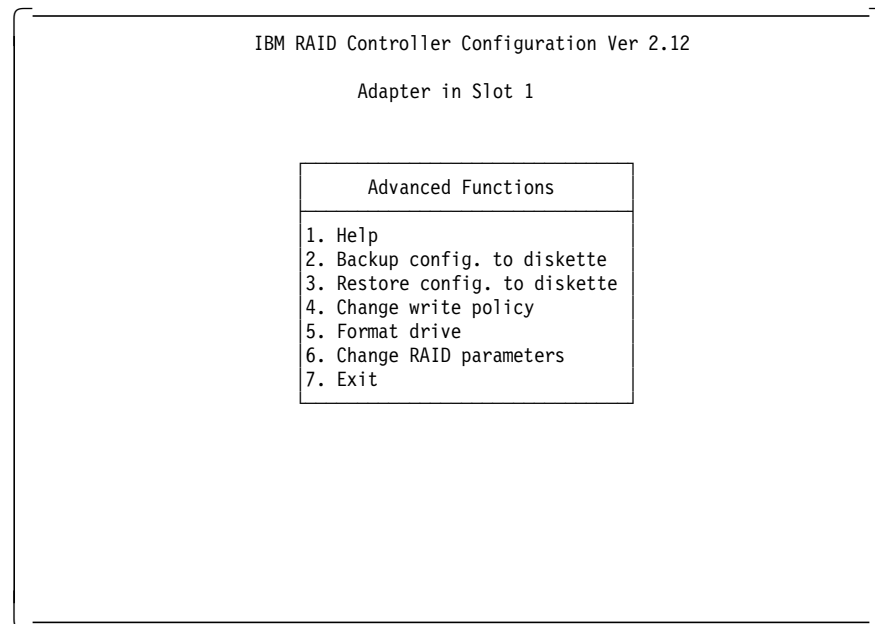 IBM RAID Controller Configuration Ver 2.12
Adapter in Slot 1
Advanced Functions
1. Help
2. Backup config. to diskette
3. Restore config. to diskette
4. Change write policy
5. Format drive
6. Change RAID parameters
7. Exit